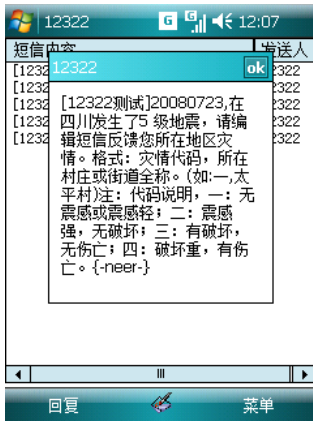 12322 G 12:07
短信内容 发送人
12322 ok
[1232 2322
[1232 2322
[1232 2322
[1232 2322
[1232 2322
[12322测试]20080723,在
四川发生了5 级地震，请编
辑短信反馈您所在地区灾
情。格式：灾情代码，所在
村庄或街道全称。(如:一,太
平村)注：代码说明，一：无
震感或震感轻；二：震感
强，无破坏；三：有破坏，
无伤亡；四：破坏重，有伤
亡。{-neer-}
回复 菜单